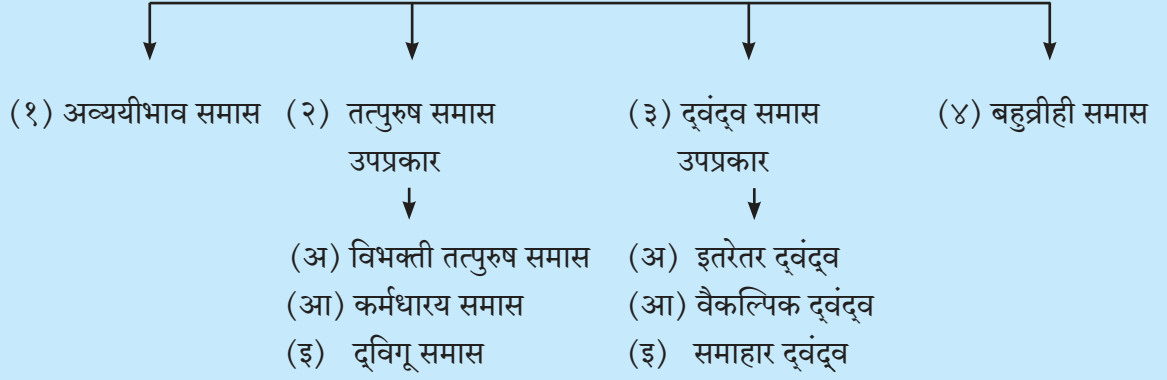 (१) अव्ययीभाव समास (२) तत्पुरुष समास (३) द्‌वंद्‌व समास (४) बहुव्रीही समास
उपप्रकार उपप्रकार
(अ) विभक्ती तत्पुरुष समास (अ) इतरेतर द्‌वंद्‌व
(आ) कर्मधारय समास (आ) वैकल्पिक द्‌वंद्‌व
(इ) द्‌विगू समास (इ) समाहार द्‌वंद्‌व